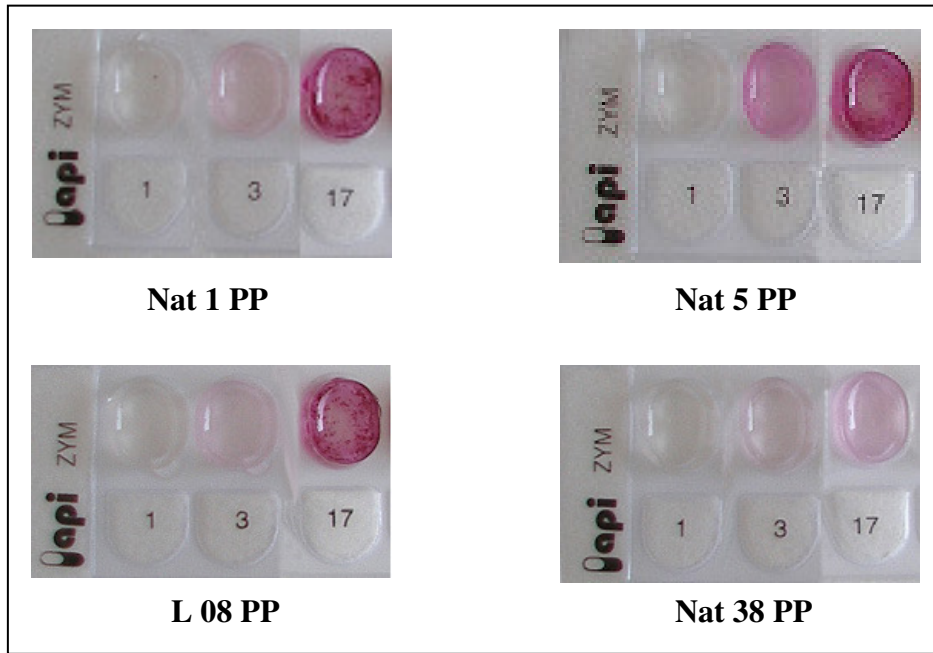 ZYM
api
1 3 17
Nat 1 PP
ZYM
api
1 3 17
Nat 5 PP
ZYM
api
1 3 17
L 08 PP
ZYM
api
1 3 17
Nat 38 PP